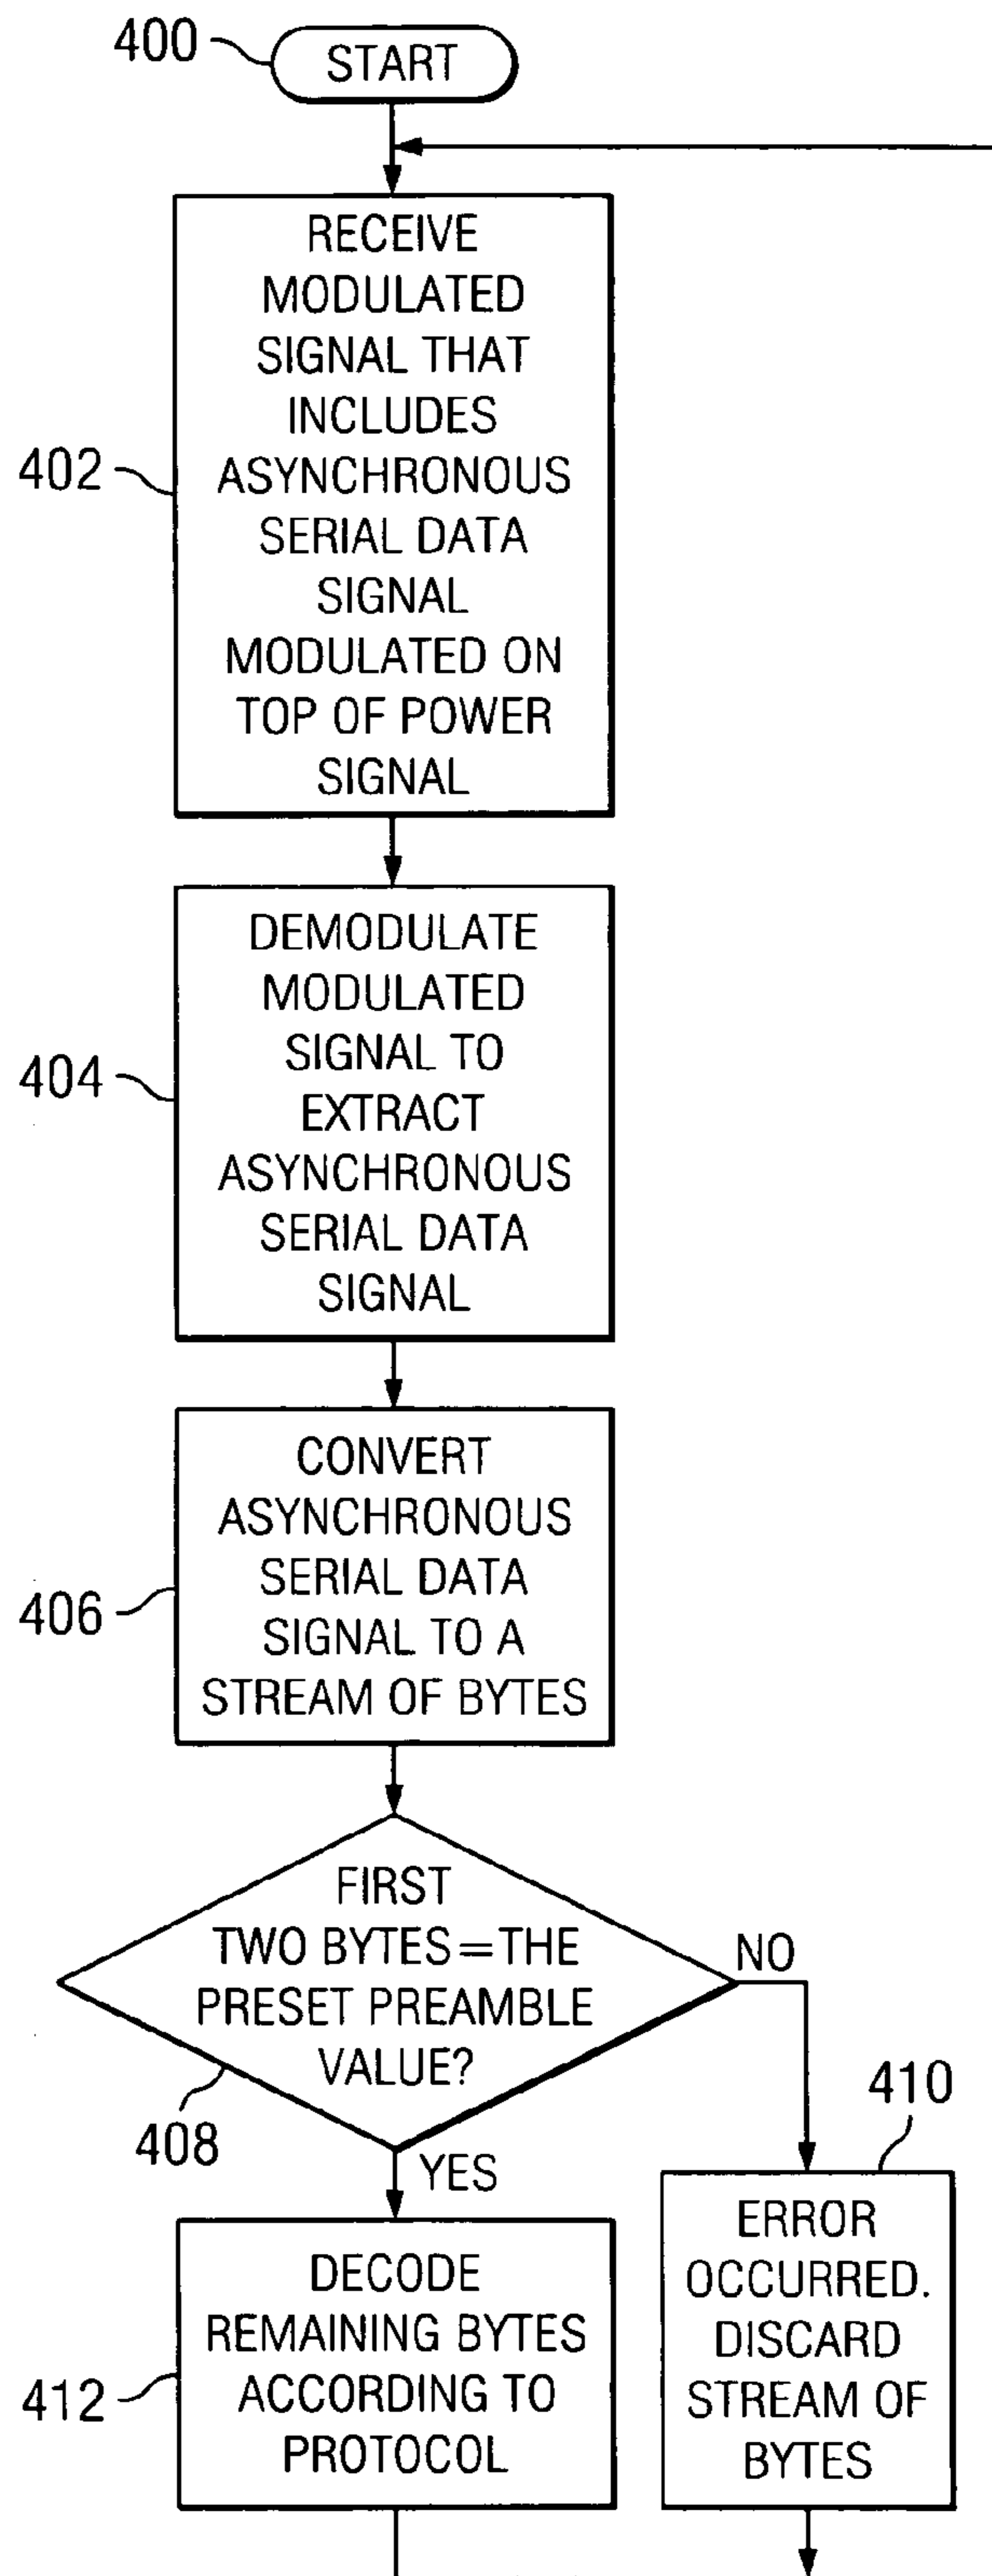 400
START
RECEIVE
MODULATED
SIGNAL THAT
INCLUDES
ASYNCHRONOUS
SERIAL DATA
SIGNAL
MODULATED ON
TOP OF POWER
SIGNAL
402
DEMODULATE
MODULATED
SIGNAL TO
EXTRACT
ASYNCHRONOUS
SERIAL DATA
SIGNAL
404
CONVERT
ASYNCHRONOUS
SERIAL DATA
SIGNAL TO A
STREAM OF BYTES
406
FIRST
TWO BYTES=THE
PRESET PREAMBLE
VALUE?
408
NO
YES
410
ERROR
OCCURRED.
DISCARD
STREAM OF
BYTES
DECODE
REMAINING BYTES
ACCORDING TO
PROTOCOL
412